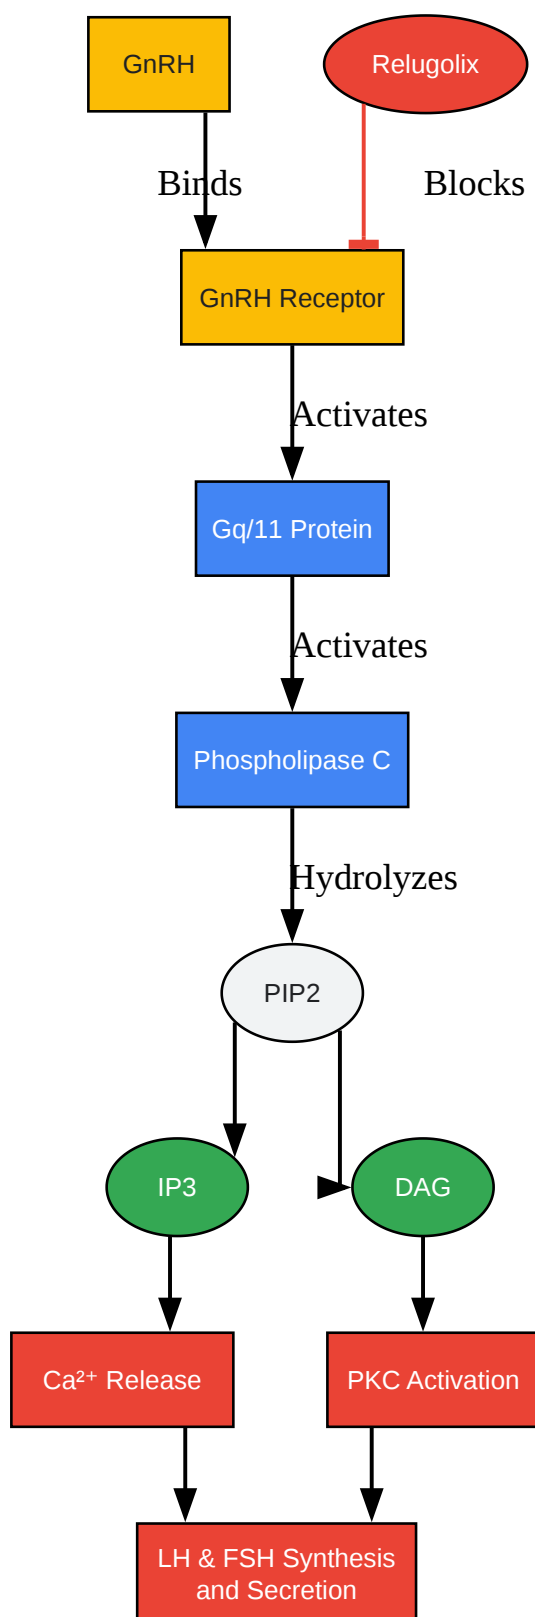 GnRH
Relugolix
Binds
Blocks
GnRH Receptor
Activates
Gq/11 Protein
Activates
Phospholipase C
Hydrolyzes
PIP2
IP3
DAG
Ca²⁺ Release
PKC Activation
LH & FSH Synthesis
and Secretion